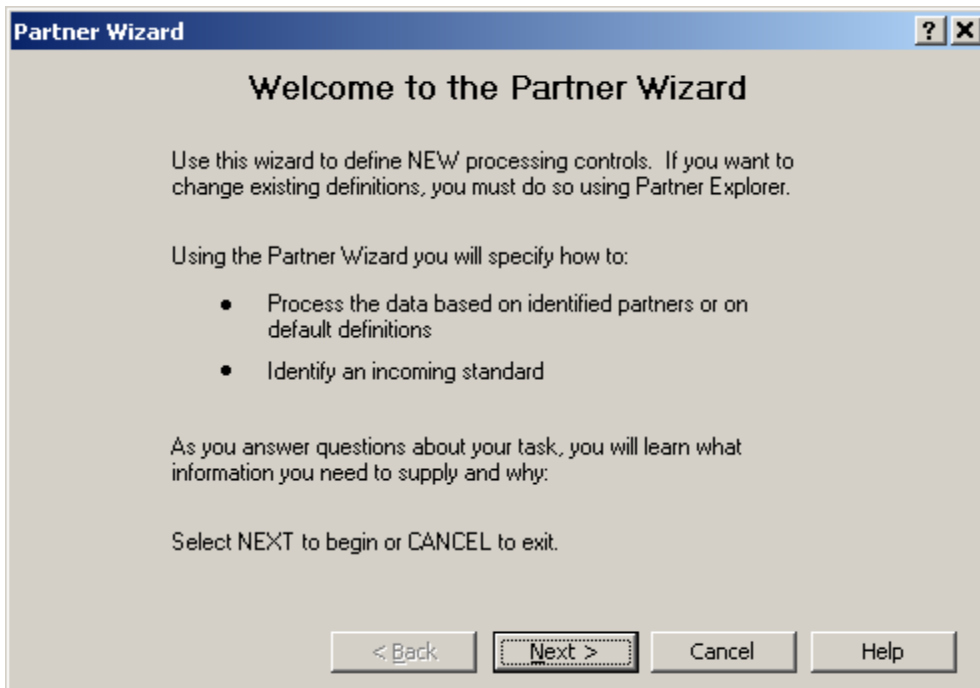 Partner Wizard
Welcome to the Partner Wizard
Use this wizard to define NEW processing controls.  If you want to
change existing definitions, you must do so using Partner Explorer.
Using the Partner Wizard you will specify how to:
● Process the data based on identified partners or on
default definitions
● Identify an incoming standard
As you answer questions about your task, you will learn what
information you need to supply and why:
Select NEXT to begin or CANCEL to exit.
< Back Next > Cancel Help